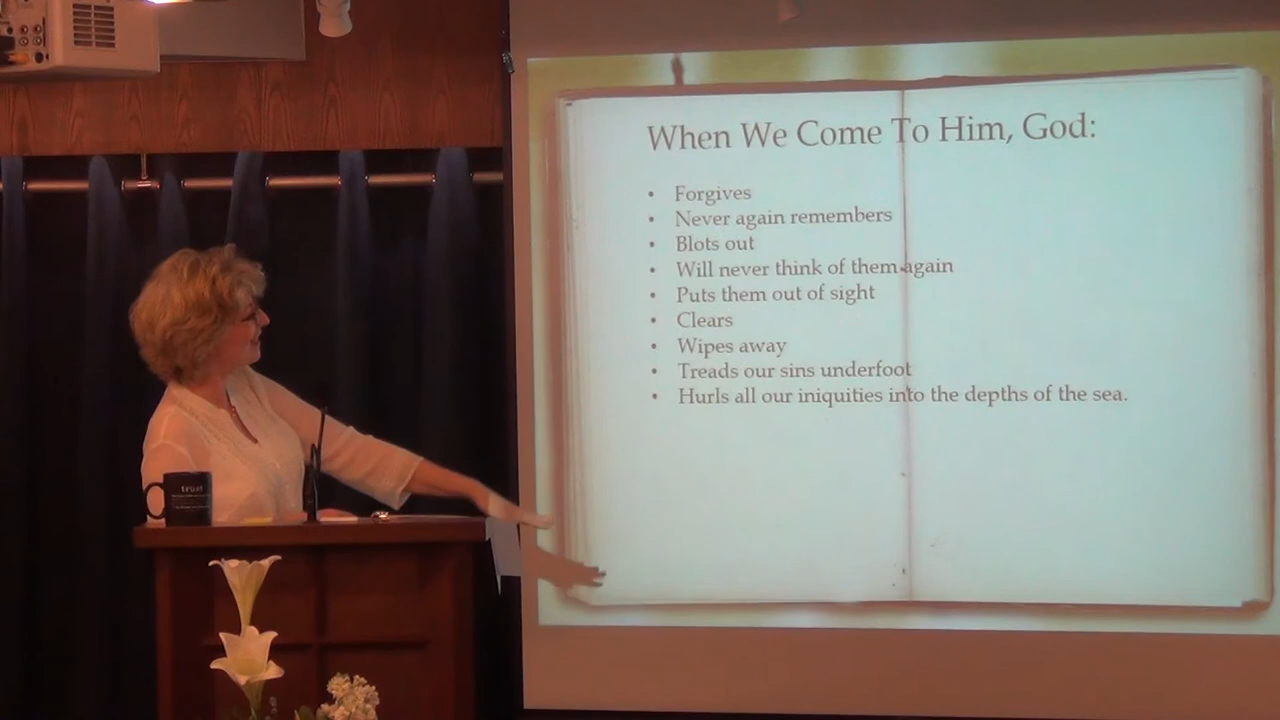 When We Come To Him, God:
• Forgives
• Never again remembers
• Blots out
• Will never think of them again
• Puts them out of sight
• Clears
• Wipes away
• Treads our sins underfoot
• Hurls all our iniquities into the depths of the sea.
trust